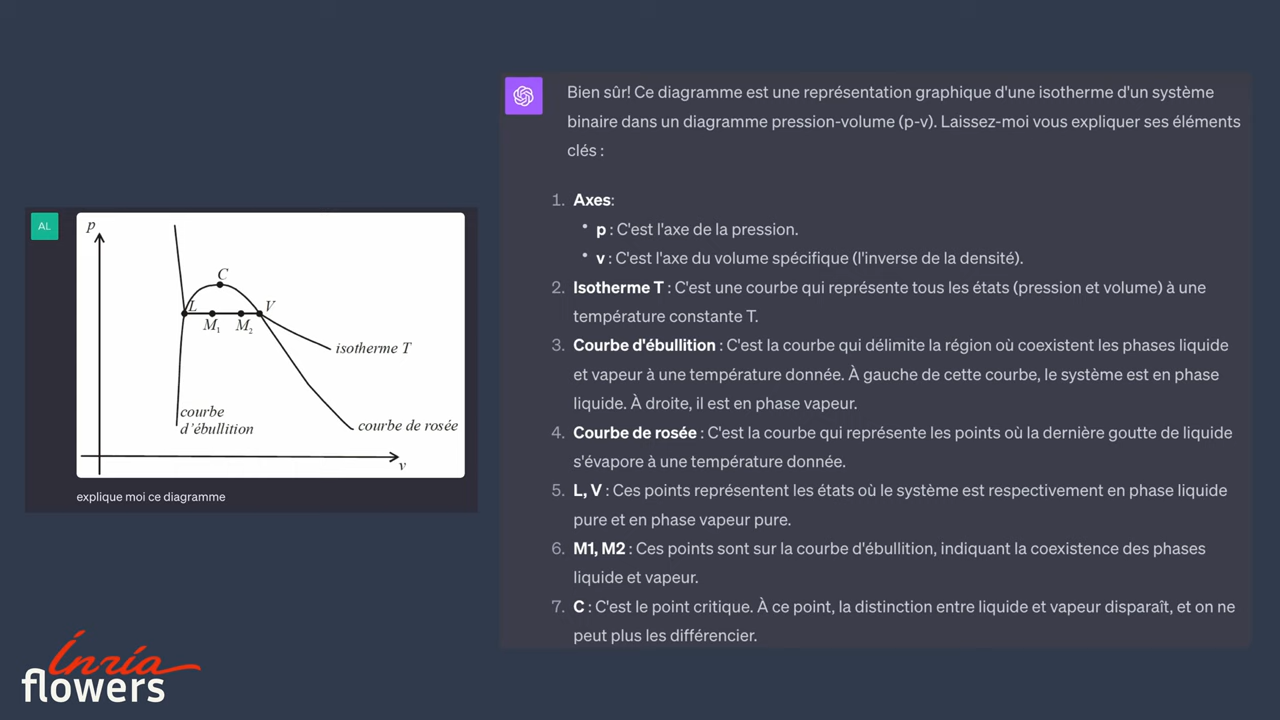 AL
p
C
L
V
M1
M2
isotherme T
courbe
d'ébullition
courbe de rosée
v
explique moi ce diagramme
Bien sûr! Ce diagramme est une représentation graphique d'une isotherme d'un système
binaire dans un diagramme pression-volume (p-v). Laissez-moi vous expliquer ses éléments
clés :
1. Axes:
• p : C'est l'axe de la pression.
• v : C'est l'axe du volume spécifique (l'inverse de la densité).
2. Isotherme T : C'est une courbe qui représente tous les états (pression et volume) à une
température constante T.
3. Courbe d'ébullition : C'est la courbe qui délimite la région où coexistent les phases liquide
et vapeur à une température donnée. À gauche de cette courbe, le système est en phase
liquide. À droite, il est en phase vapeur.
4. Courbe de rosée : C'est la courbe qui représente les points où la dernière goutte de liquide
s'évapore à une température donnée.
5. L, V : Ces points représentent les états où le système est respectivement en phase liquide
pure et en phase vapeur pure.
6. M1, M2 : Ces points sont sur la courbe d'ébullition, indiquant la coexistence des phases
liquide et vapeur.
7. C : C'est le point critique. À ce point, la distinction entre liquide et vapeur disparaît, et on ne
peut plus les différencier.
Inria
flowers